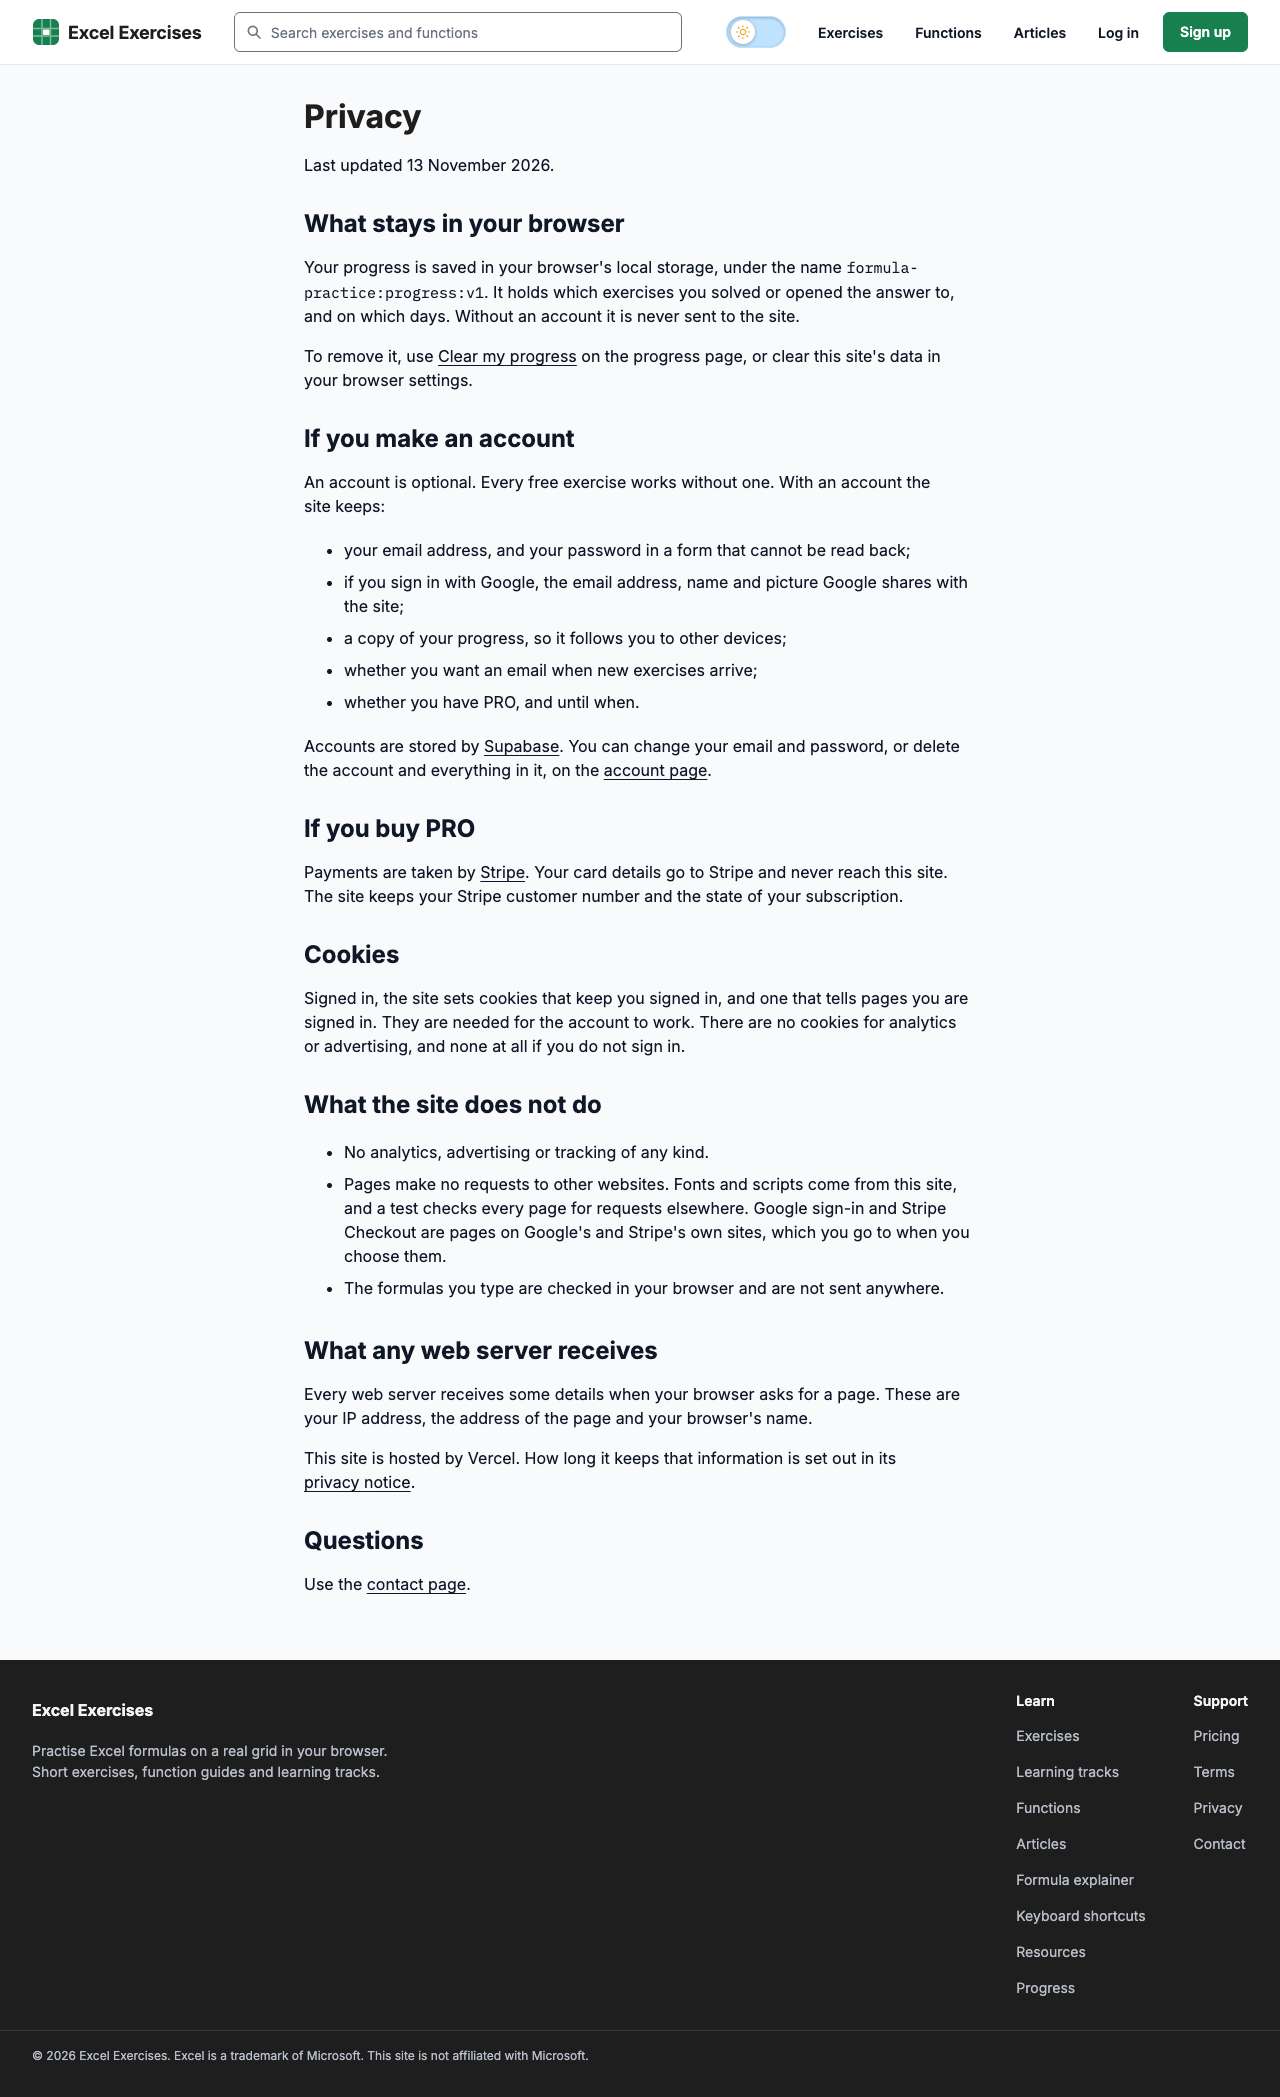 Excel Exercises
Search exercises and functions
Exercises
Functions
Articles
Log in
Sign up
Privacy
Last updated 13 November 2026.
What stays in your browser
Your progress is saved in your browser's local storage, under the name formula-
practice:progress:v1. It holds which exercises you solved or opened the answer to,
and on which days. Without an account it is never sent to the site.
To remove it, use Clear my progress on the progress page, or clear this site's data in
your browser settings.
If you make an account
An account is optional. Every free exercise works without one. With an account the
site keeps:
• your email address, and your password in a form that cannot be read back;
• if you sign in with Google, the email address, name and picture Google shares with
the site;
• a copy of your progress, so it follows you to other devices;
• whether you want an email when new exercises arrive;
• whether you have PRO, and until when.
Accounts are stored by Supabase. You can change your email and password, or delete
the account and everything in it, on the account page.
If you buy PRO
Payments are taken by Stripe. Your card details go to Stripe and never reach this site.
The site keeps your Stripe customer number and the state of your subscription.
Cookies
Signed in, the site sets cookies that keep you signed in, and one that tells pages you are
signed in. They are needed for the account to work. There are no cookies for analytics
or advertising, and none at all if you do not sign in.
What the site does not do
• No analytics, advertising or tracking of any kind.
• Pages make no requests to other websites. Fonts and scripts come from this site,
and a test checks every page for requests elsewhere. Google sign-in and Stripe
Checkout are pages on Google's and Stripe's own sites, which you go to when you
choose them.
• The formulas you type are checked in your browser and are not sent anywhere.
What any web server receives
Every web server receives some details when your browser asks for a page. These are
your IP address, the address of the page and your browser's name.
This site is hosted by Vercel. How long it keeps that information is set out in its
privacy notice.
Questions
Use the contact page.
Excel Exercises
Practise Excel formulas on a real grid in your browser.
Short exercises, function guides and learning tracks.
Learn
Exercises
Learning tracks
Functions
Articles
Formula explainer
Keyboard shortcuts
Resources
Progress
Support
Pricing
Terms
Privacy
Contact
© 2026 Excel Exercises. Excel is a trademark of Microsoft. This site is not affiliated with Microsoft.